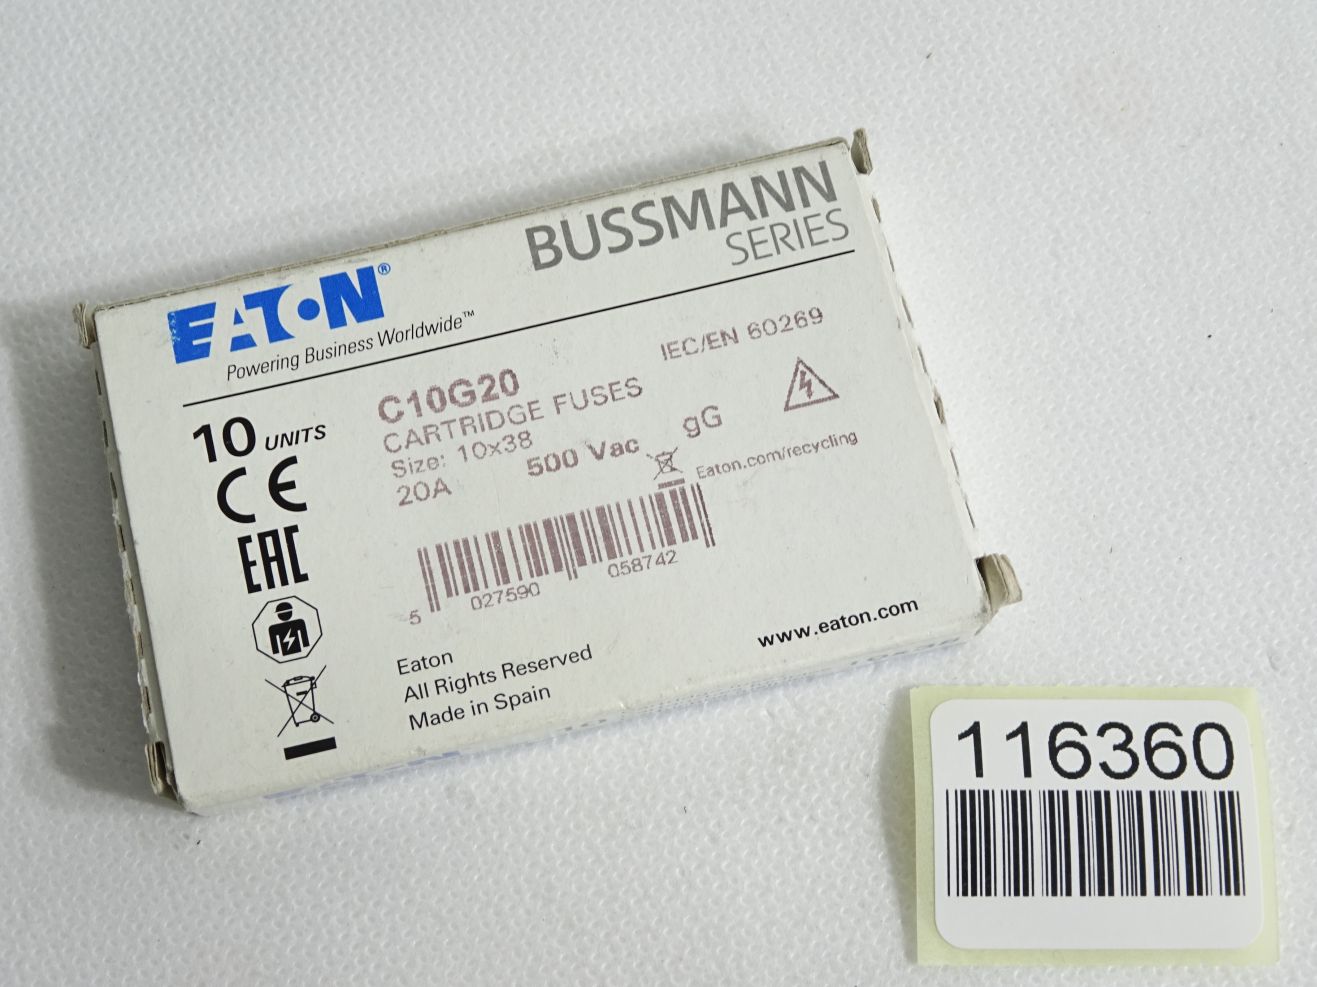 EATON®
Powering Business Worldwide™
BUSSMANN
SERIES
10 UNITS
CE
EAC
C10G20
CARTRIDGE FUSES
Size: 10x38
20A
500 Vac
gG
IEC/EN 60269
Eaton.com/recycling
5 027590 058742
Eaton
All Rights Reserved
Made in Spain
www.eaton.com
116360